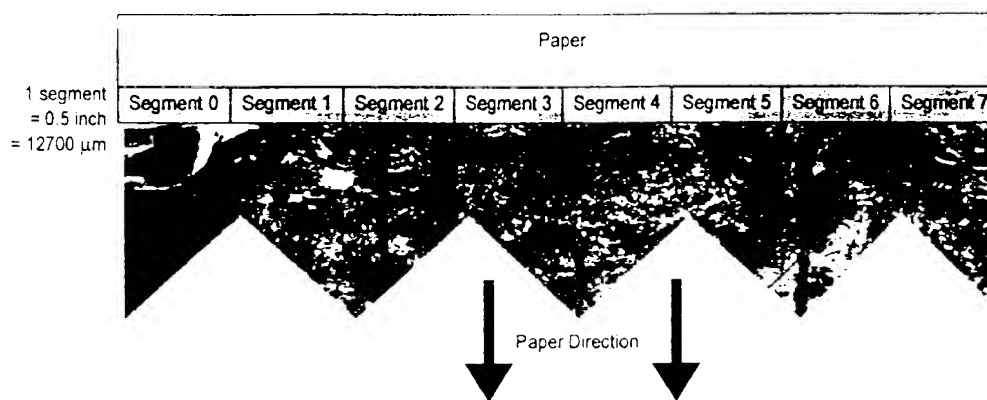 Paper
1 segment
= 0.5 inch
= 12700 µm
Segment 0 Segment 1 Segment 2 Segment 3 Segment 4 Segment 5 Segment 6 Segment 7
Paper Direction